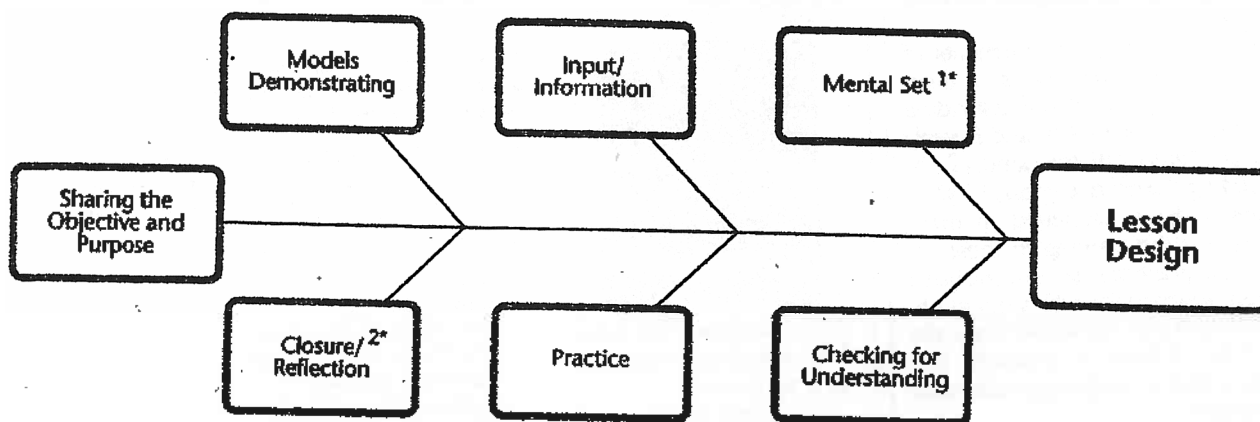 Models
Demonstrating
Input/
Information
Mental Set 1*
Sharing the
Objective and
Purpose
Lesson
Design
Closure/ 2*
Reflection
Practice
Checking for
Understanding